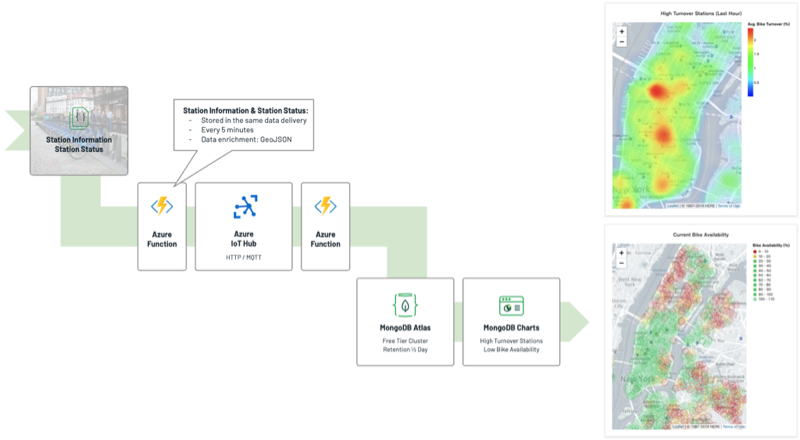 High Turnover Stations (Last Hour)
Avg. Bike Turnover (%)
+
−
2
New York
Leaflet | © 1987-2019 HERE | Terms of Use
Station Information & Station Status:
- Stored in the same data delivery
- Every 5 minutes
- Data enrichment: GeoJSON
Station Information
Station Status
Azure
Function
Azure
IoT Hub
HTTP / MQTT
Azure
Function
MongoDB Atlas
Free Tier Cluster
Retention ½ Day
MongoDB Charts
High Turnover Stations
Low Bike Availability
Current Bike Availability
Bike Availability (%)
+
−
0 - 10
10 - 20
20 - 30
30 - 40
40 - 50
50 - 60
60 - 70
70 - 80
80 - 90
90 - 100
100 - 110
New York
Leaflet | © 1987-2019 HERE | Terms of Use